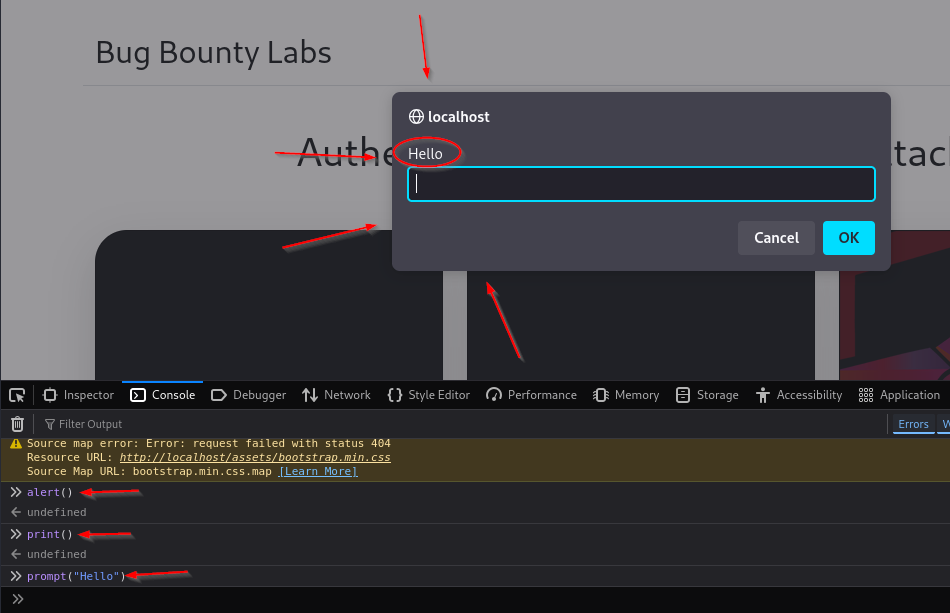 Bug Bounty Labs
localhost
Authe
ttac
Hello
Cancel
OK
Inspector
Console
Debugger
Network
Style Editor
Performance
Memory
Storage
Accessibility
Application
Filter Output
Errors
W
Source map error: Error: request failed with status 404
Resource URL: http://localhost/assets/bootstrap.min.css
Source Map URL: bootstrap.min.css.map [Learn More]
alert()
undefined
print()
undefined
prompt("Hello")